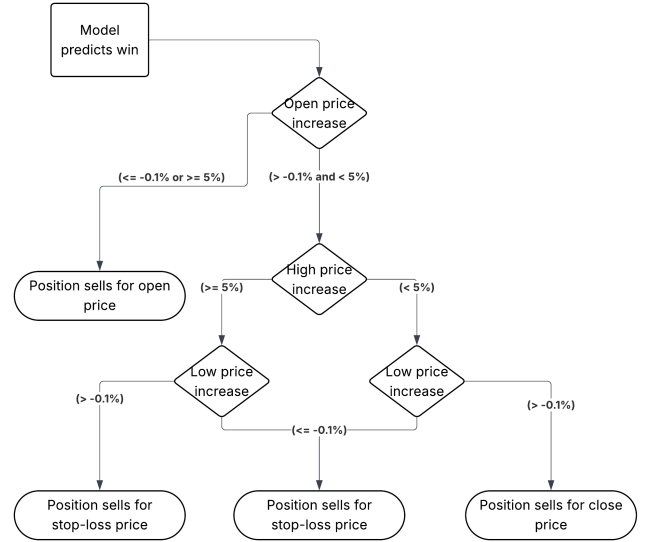 Model
predicts win
Open price
increase
(<= -0.1% or >= 5%)
(> -0.1% and < 5%)
Position sells for open
price
High price
increase
(>= 5%)
(< 5%)
Low price
increase
Low price
increase
(> -0.1%)
(> -0.1%)
(<= -0.1%)
Position sells for
stop-loss price
Position sells for
stop-loss price
Position sells for close
price